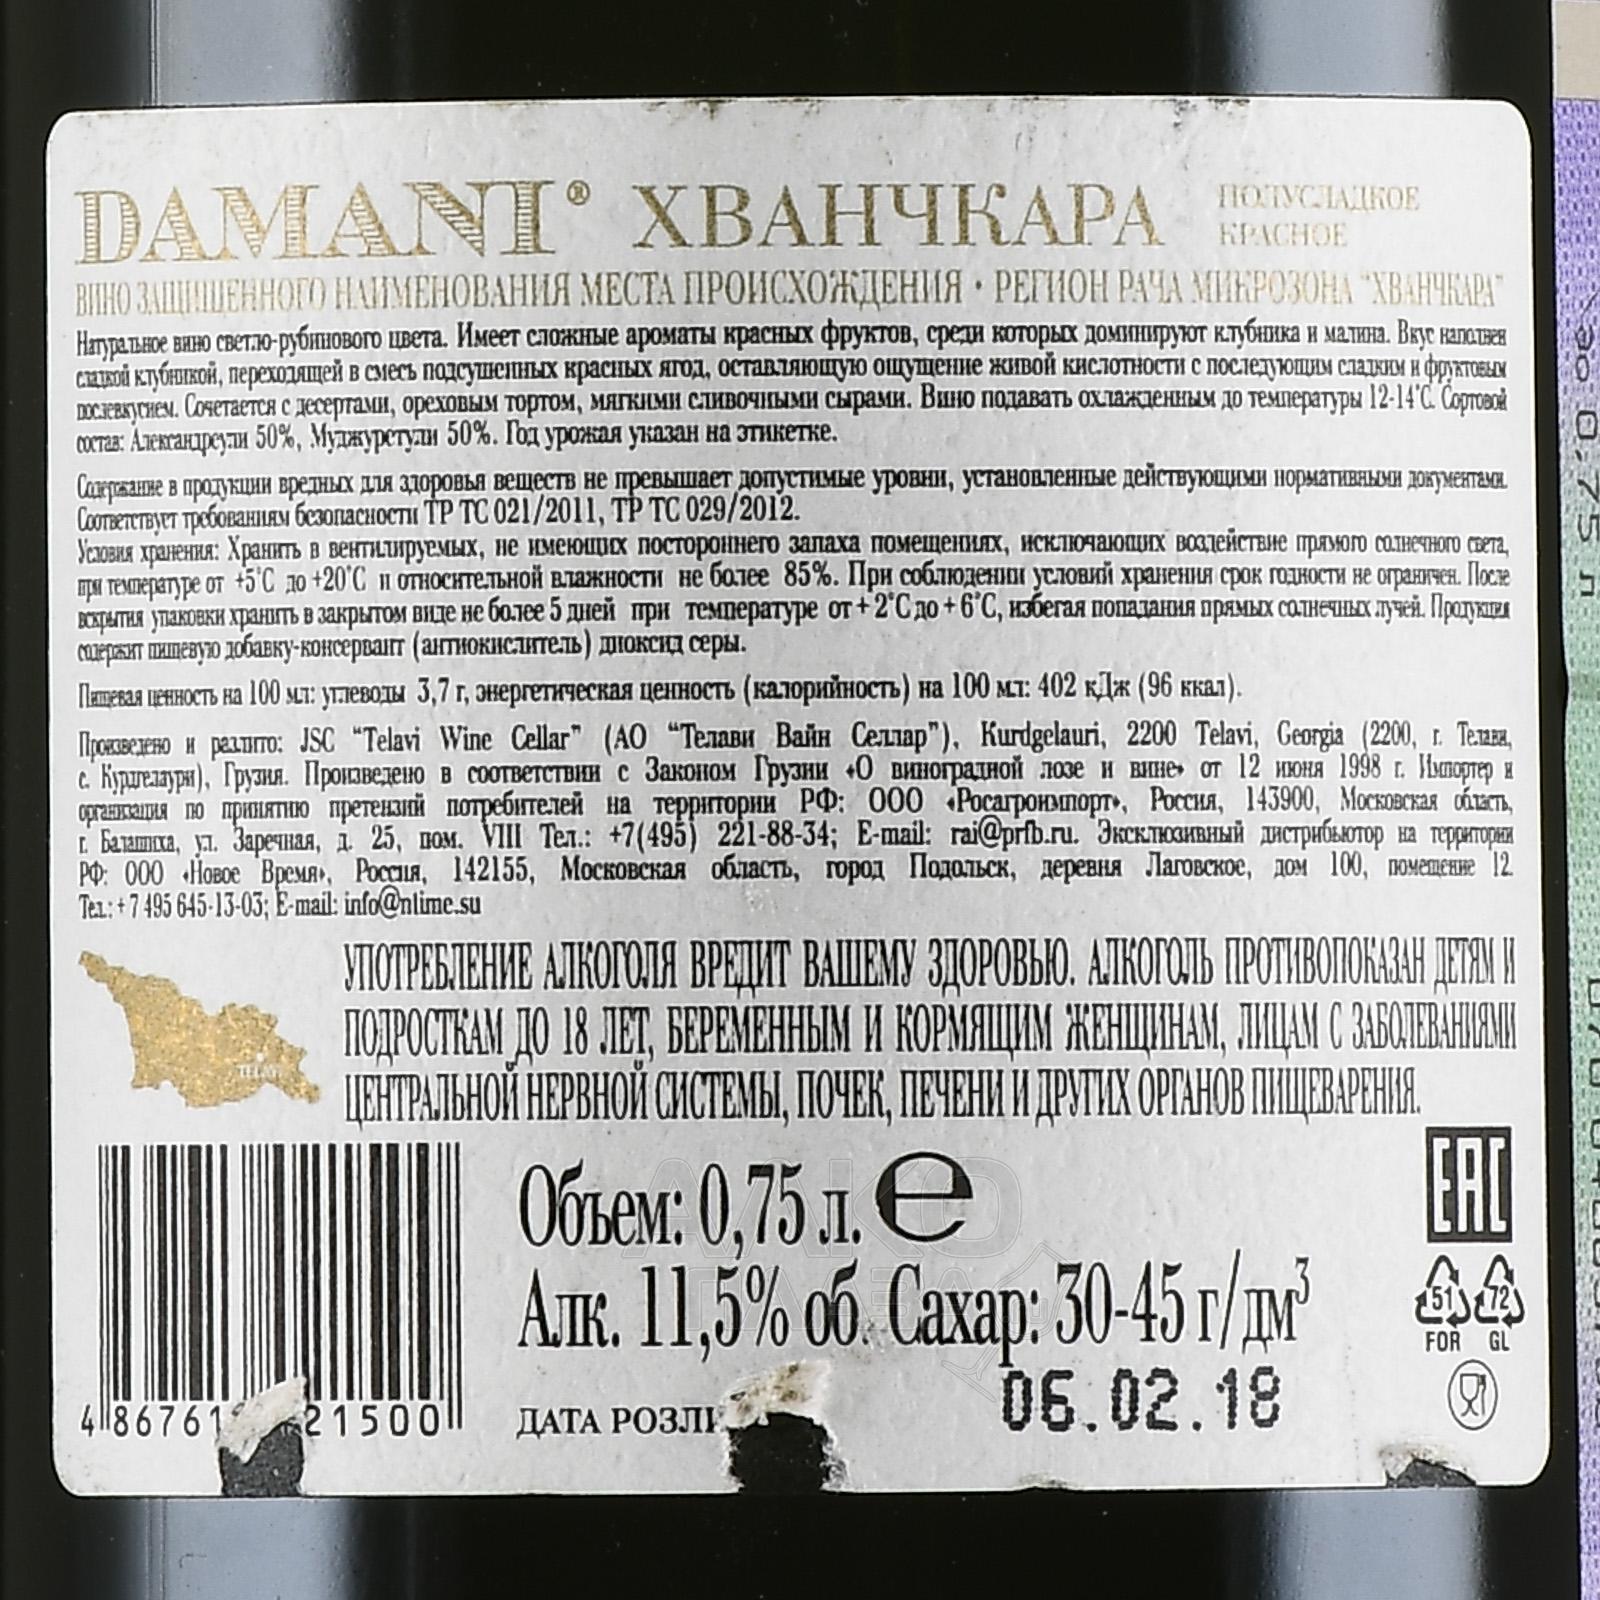 DAMANI® ХВАНЧКАРА ПОЛУСЛАДКОЕ
КРАСНОЕ
ВИНО ЗАЩИЩЕННОГО НАИМЕНОВАНИЯ МЕСТА ПРОИСХОЖДЕНИЯ • РЕГИОН РАЧА МИКРОЗОНА "ХВАНЧКАРА"
Натуральное вино светло-рубинового цвета. Имеет сложные ароматы красных фруктов, среди которых доминируют клубника и малина. Вкус наполнен
сладкой клубникой, переходящей в смесь подсушенных красных ягод, оставляющую ощущение живой кислотности с последующим сладким и фруктовым
послевкусием. Сочетается с десертами, ореховым тортом, мягкими сливочными сырами. Вино подавать охлажденным до температуры 12-14°С. Сортовой
состав: Александреули 50%, Муджуретули 50%. Год урожая указан на этикетке.
Содержание в продукции вредных для здоровья веществ не превышает допустимые уровни, установленные действующими нормативными документами.
Соответствует требованиям безопасности ТР ТС 021/2011, ТР ТС 029/2012.
Условия хранения: Хранить в вентилируемых, не имеющих постороннего запаха помещениях, исключающих воздействие прямого солнечного света,
при температуре от +5°С до +20°С и относительной влажности не более 85%. При соблюдении условий хранения срок годности не ограничен. После
вскрытия упаковки хранить в закрытом виде не более 5 дней при температуре от + 2°С до + 6°С, избегая попадания прямых солнечных лучей. Продукция
содержит пищевую добавку-консервант (антиокислитель) диоксид серы.
Пищевая ценность на 100 мл: углеводы 3,7 г, энергетическая ценность (калорийность) на 100 мл: 402 кДж (96 ккал).
Произведено и разлито: JSC "Telavi Wine Cellar" (АО "Телави Вайн Селлар"), Kurdgelauri, 2200 Telavi, Georgia (2200, г. Телави,
с. Курдгелаури), Грузия. Произведено в соответствии с Законом Грузии «О виноградной лозе и вине» от 12 июня 1998 г. Импортер и
организация по принятию претензий потребителей на территории РФ: ООО «Росагроимпорт», Россия, 143900, Московская область,
г. Балашиха, ул. Заречная, д. 25, пом. VIII Тел.: +7(495) 221-88-34; E-mail: rai@prfb.ru. Эксклюзивный дистрибьютор на территории
РФ: ООО «Новое Время», Россия, 142155, Московская область, город Подольск, деревня Лаговское, дом 100, помещение 12.
Тел.: + 7 495 645-13-03; E-mail: info@ntime.su
УПОТРЕБЛЕНИЕ АЛКОГОЛЯ ВРЕДИТ ВАШЕМУ ЗДОРОВЬЮ. АЛКОГОЛЬ ПРОТИВОПОКАЗАН ДЕТЯМ И
ПОДРОСТКАМ ДО 18 ЛЕТ, БЕРЕМЕННЫМ И КОРМЯЩИМ ЖЕНЩИНАМ, ЛИЦАМ С ЗАБОЛЕВАНИЯМИ
ЦЕНТРАЛЬНОЙ НЕРВНОЙ СИСТЕМЫ, ПОЧЕК, ПЕЧЕНИ И ДРУГИХ ОРГАНОВ ПИЩЕВАРЕНИЯ.
TELAVI
Объем: 0,75 л. e
EAC
Алк. 11,5% об. Сахар: 30-45 г/дм³
51 72
FOR GL
ДАТА РОЗЛИ 06.02.18
0,75 л